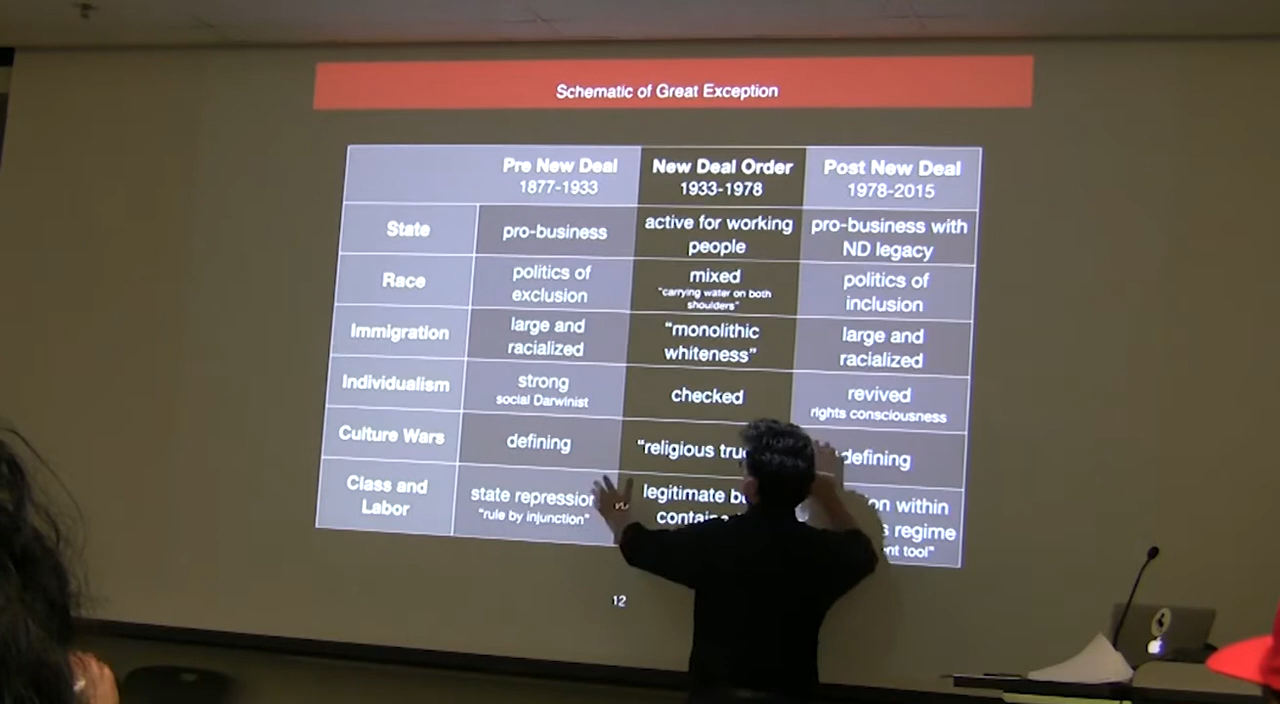 Schematic of Great Exception
Pre New Deal
1877-1933
New Deal Order
1933-1978
Post New Deal
1978-2015
State
pro-business
active for working
people
pro-business with
ND legacy
Race
politics of
exclusion
mixed
"carrying water on both
shoulders"
politics of
inclusion
Immigration
large and
racialized
"monolithic
whiteness"
large and
racialized
Individualism
strong
social Darwinist
checked
revived
rights consciousness
Culture Wars
defining
"religious
defining
Class and
Labor
state repression
"rule by injunction"
legitimate
within
regime
tool"
12